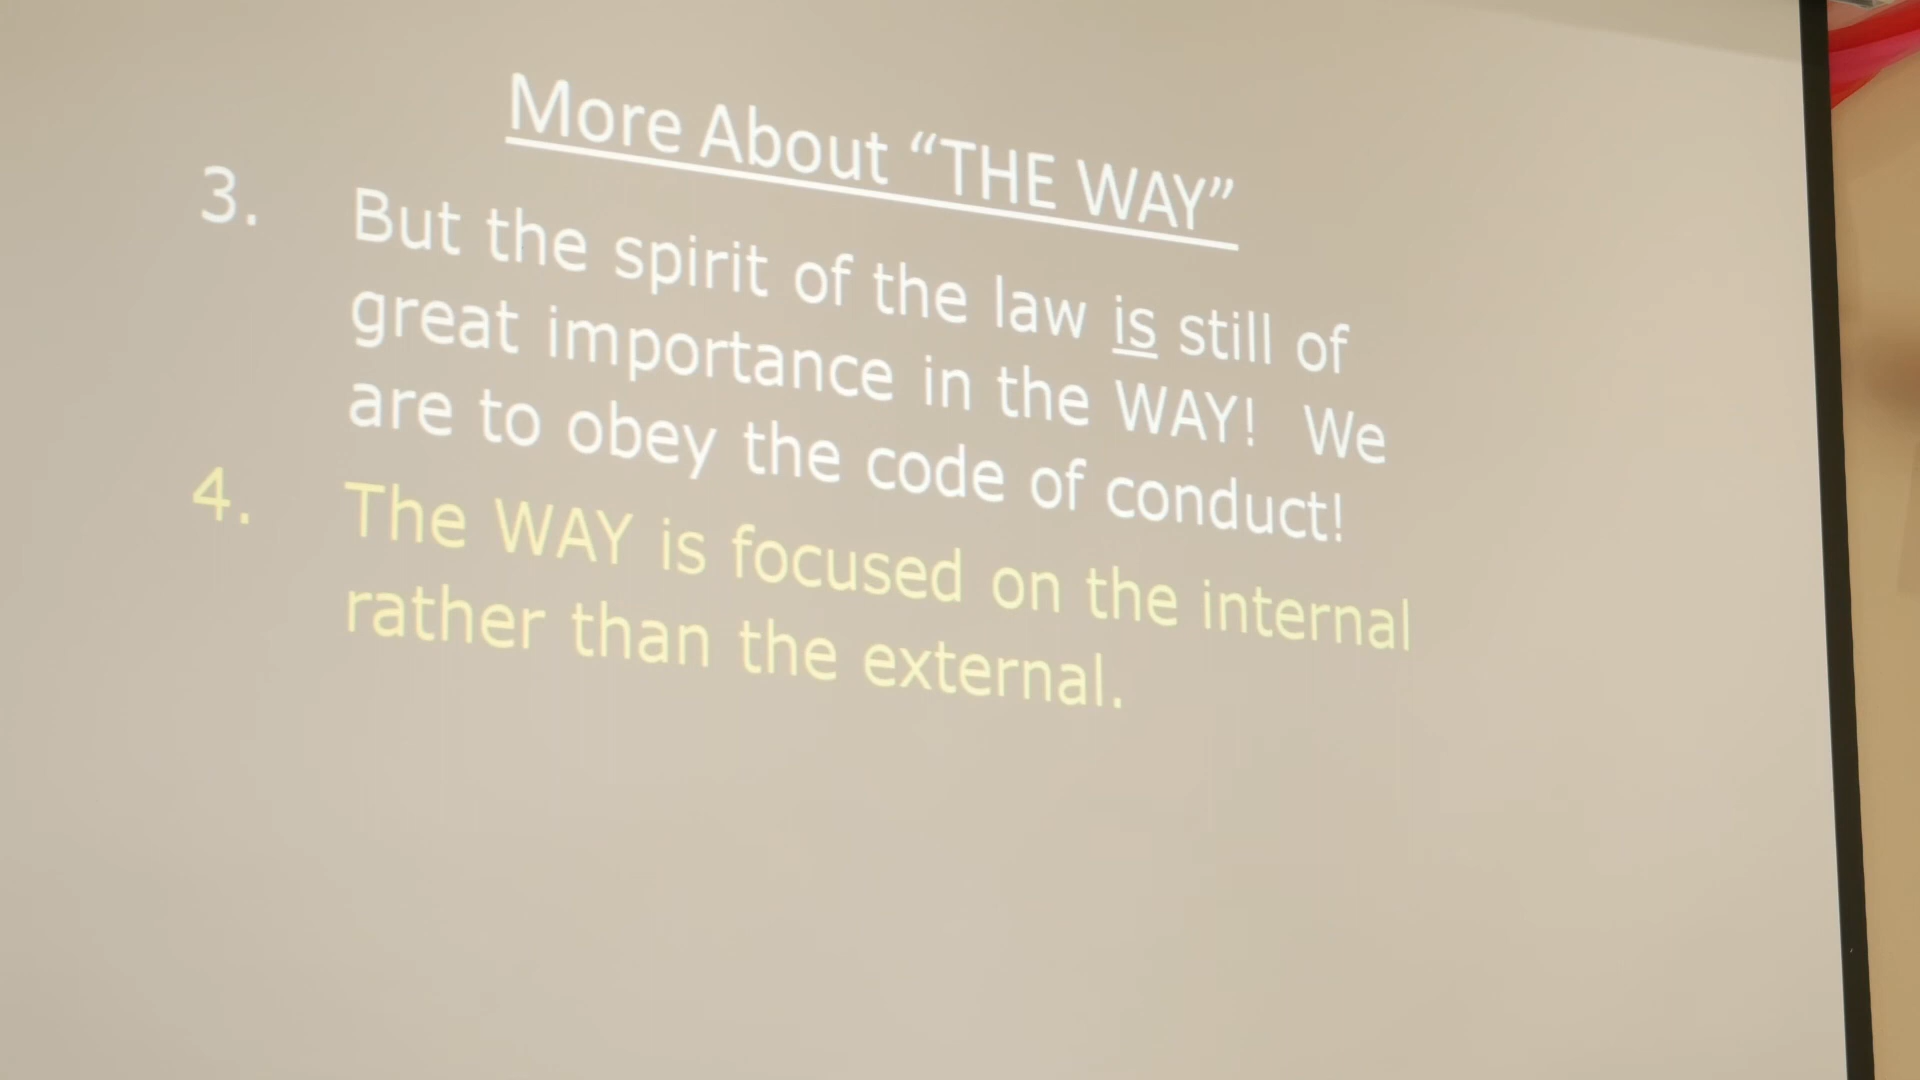 More About “THE WAY”
3. But the spirit of the law is still of
great importance in the WAY!  We
are to obey the code of conduct!
4. The WAY is focused on the internal
rather than the external.